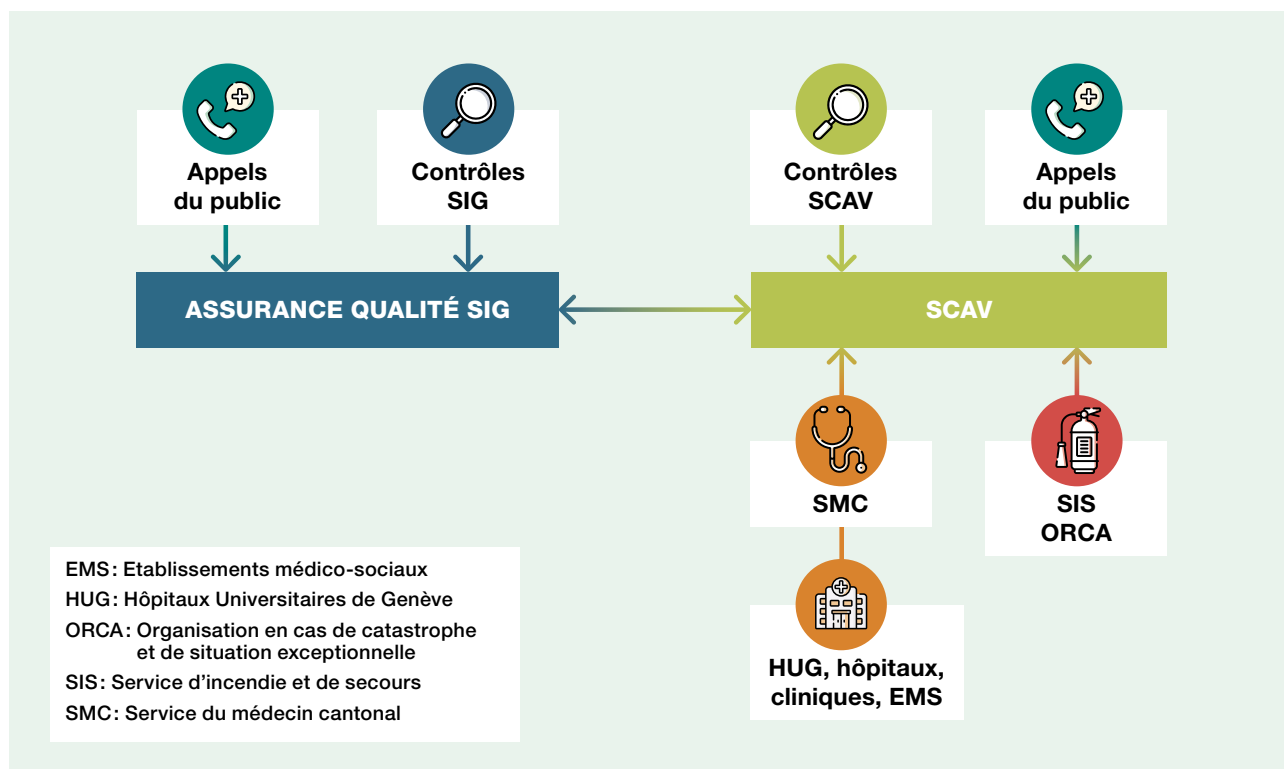 Appels
du public
Contrôles
SIG
Contrôles
SCAV
Appels
du public
ASSURANCE QUALITÉ SIG
SCAV
SMC
SIS
ORCA
HUG, hôpitaux,
cliniques, EMS
EMS: Etablissements médico-sociaux
HUG: Hôpitaux Universitaires de Genève
ORCA: Organisation en cas de catastrophe
et de situation exceptionnelle
SIS: Service d'incendie et de secours
SMC: Service du médecin cantonal